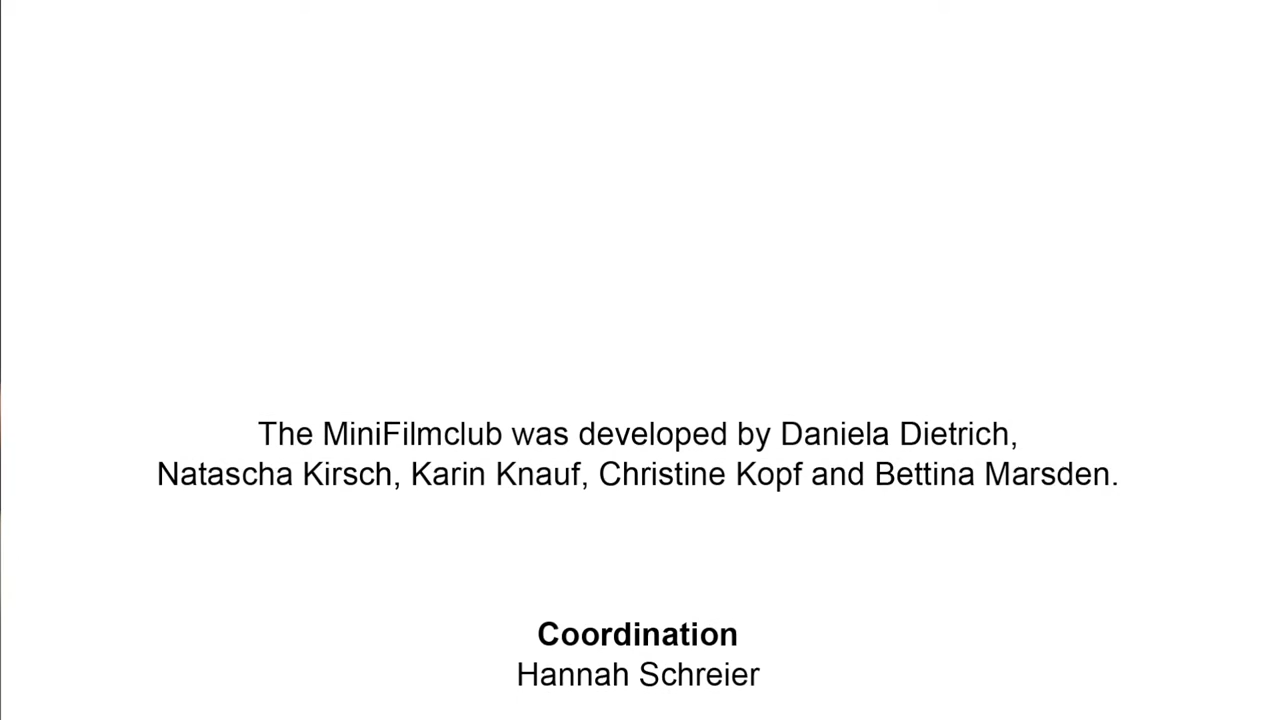 The MiniFilmclub was developed by Daniela Dietrich,
Natascha Kirsch, Karin Knauf, Christine Kopf and Bettina Marsden.
Coordination
Hannah Schreier